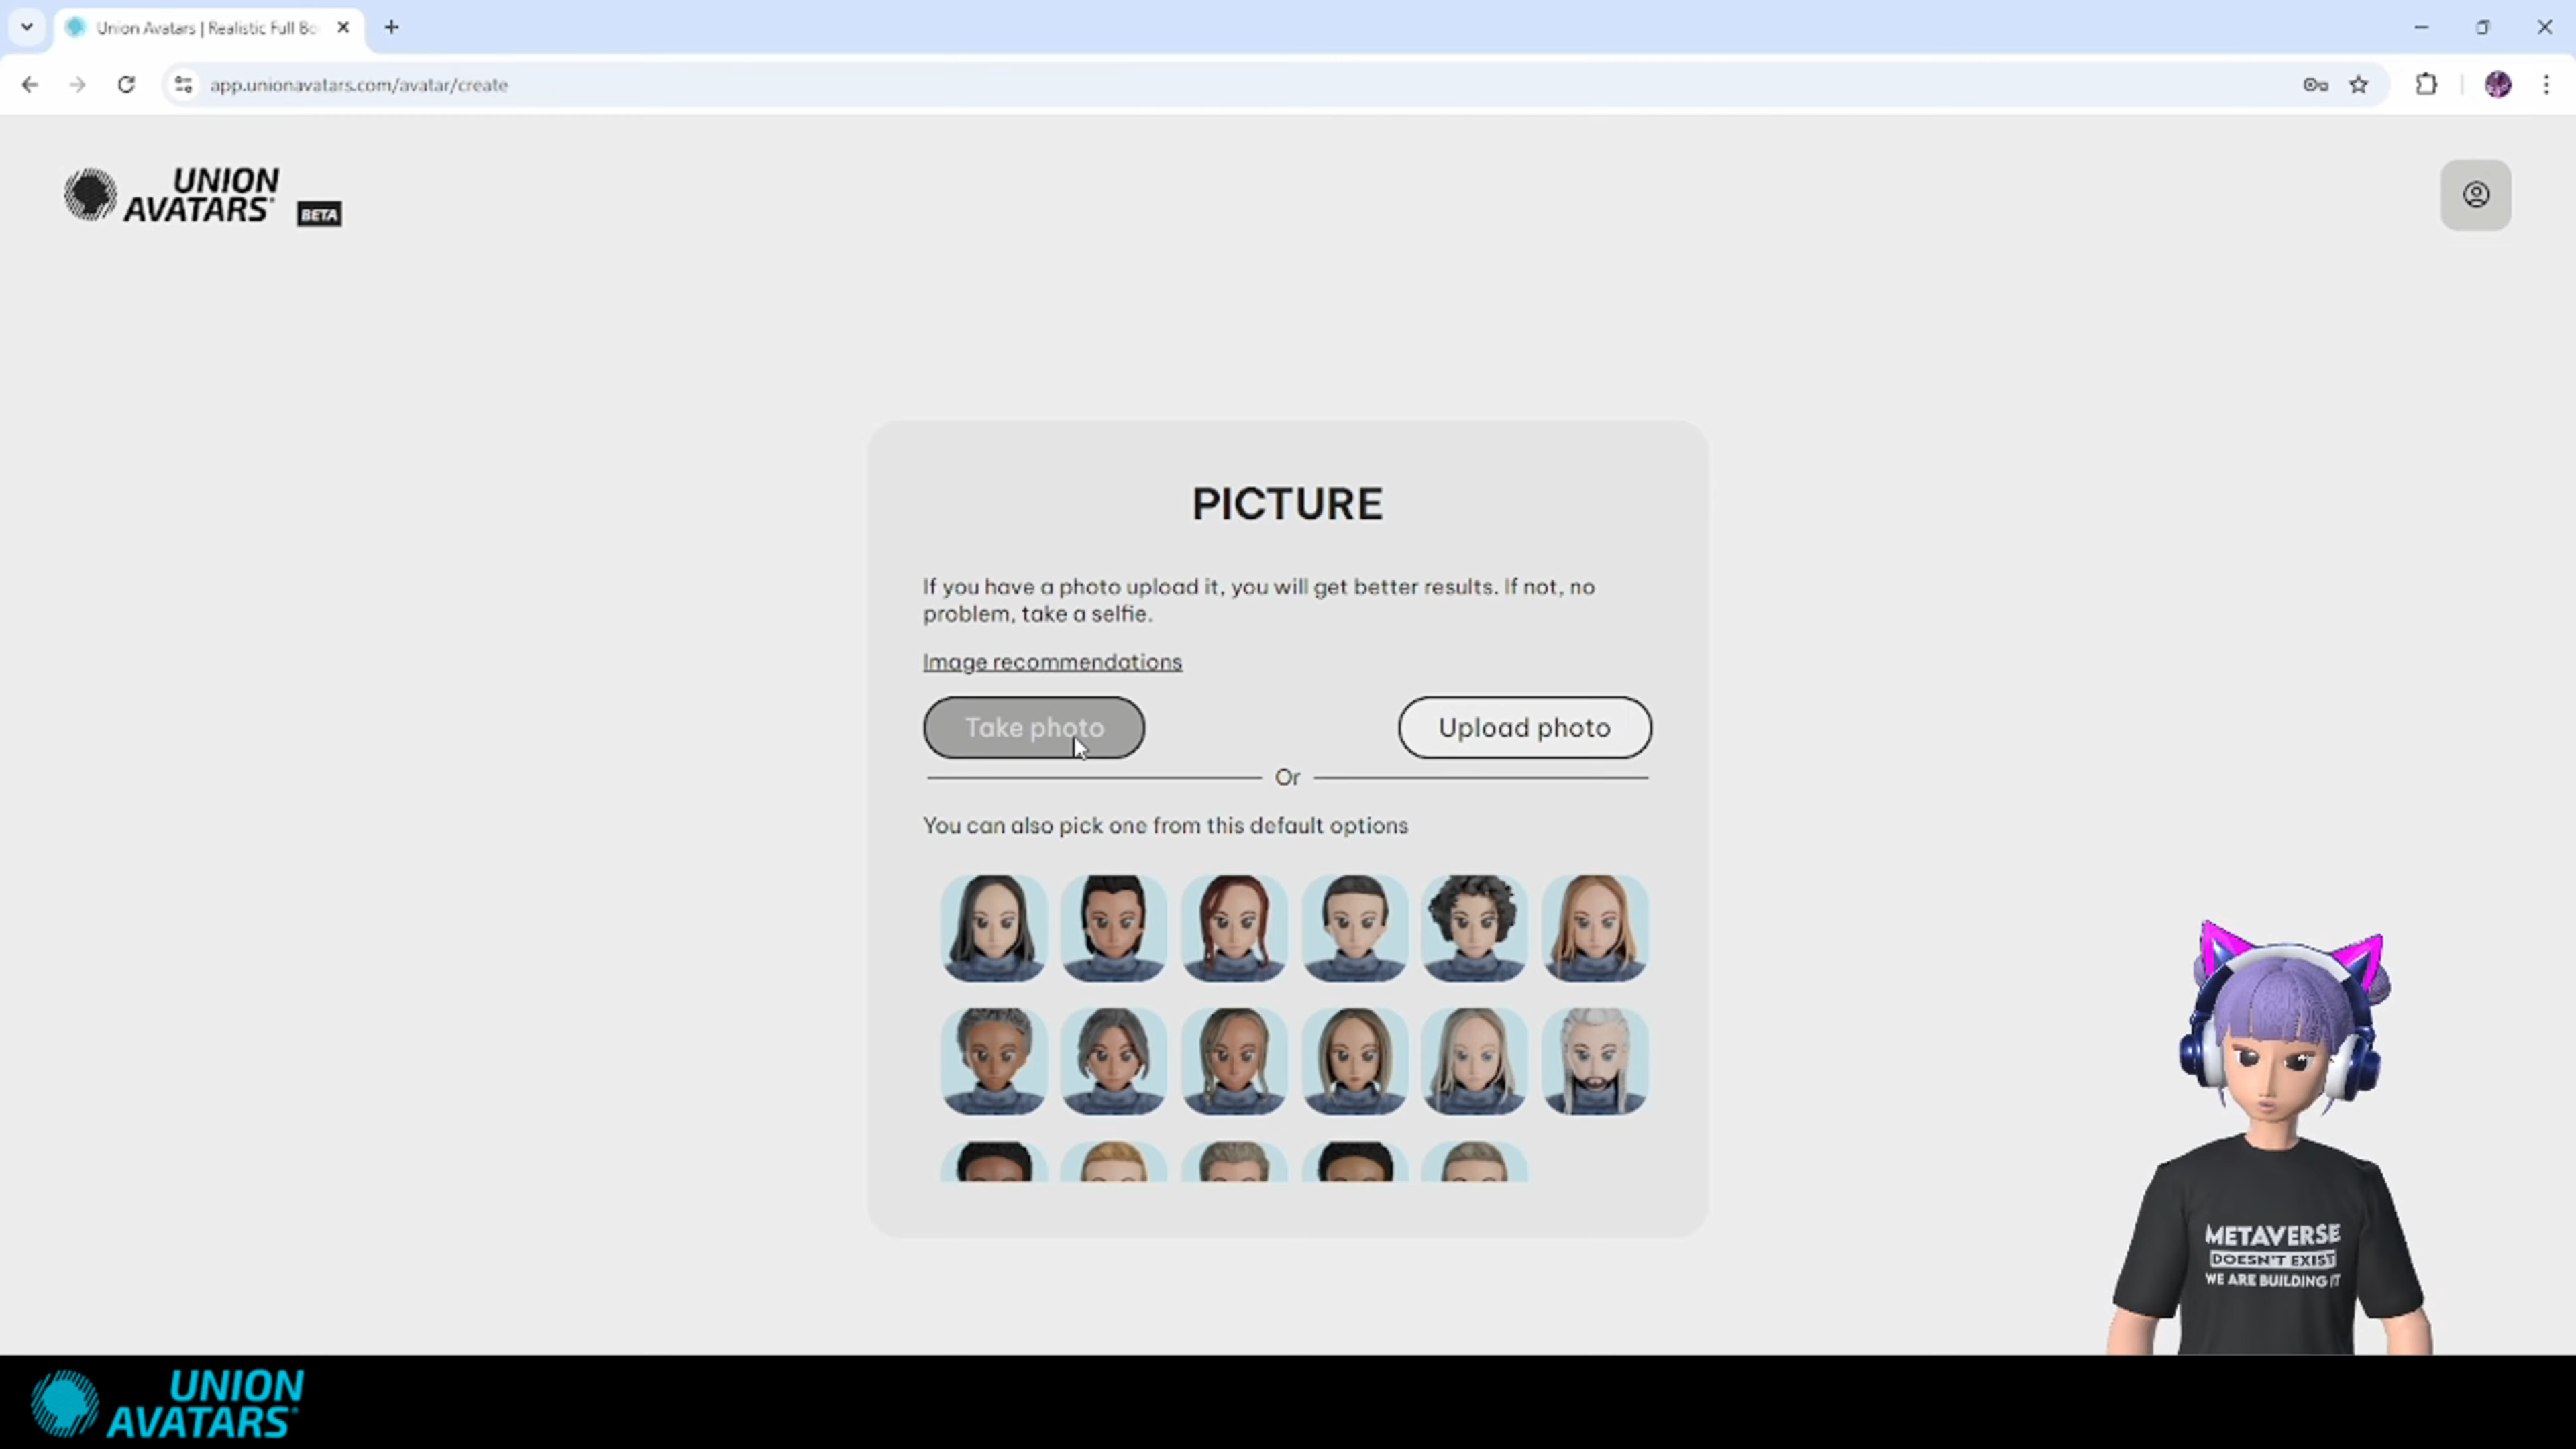 Union Avatars | Realistic Full Bo
app.unionavatars.com/avatar/create
UNION
AVATARS
BETA
PICTURE
If you have a photo upload it, you will get better results. If not, no
problem, take a selfie.
Image recommendations
Take photo
Upload photo
Or
You can also pick one from this default options
METAVERSE
DOESN'T EXIST
WE ARE BUILDING IT
UNION
AVATARS